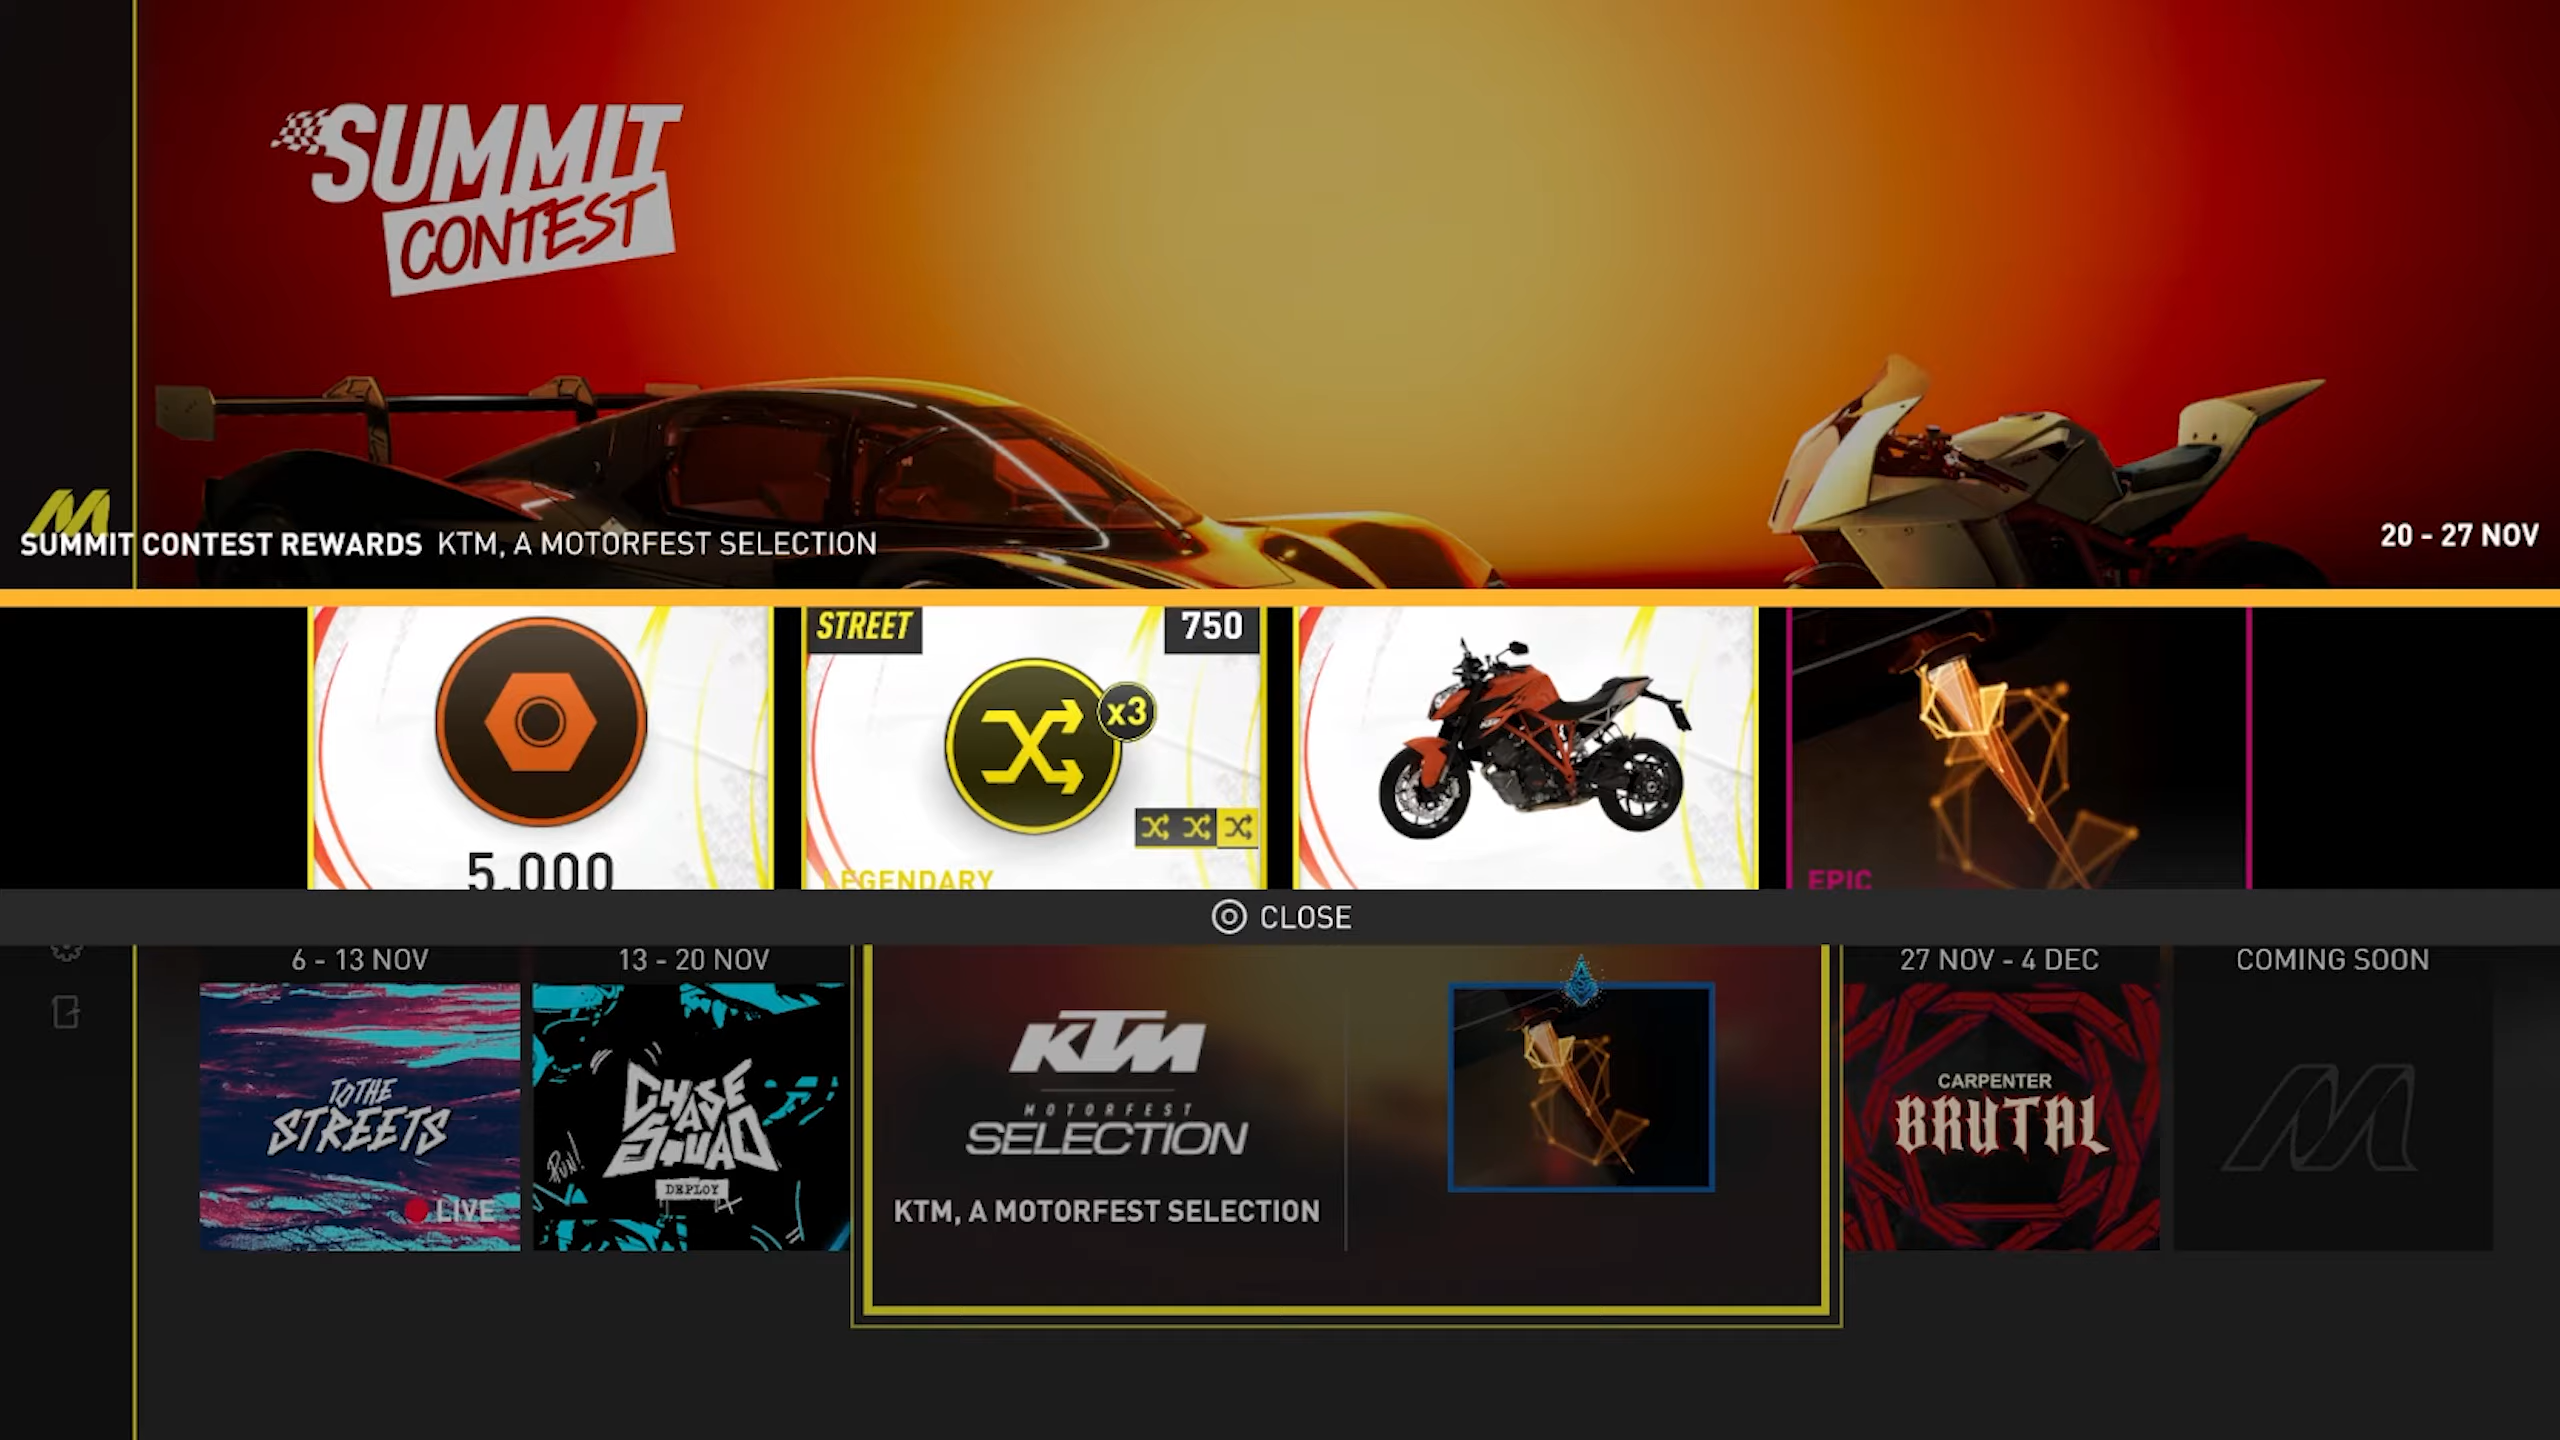 SUMMIT
CONTEST
SUMMIT CONTEST REWARDS KTM, A MOTORFEST SELECTION
20 - 27 NOV
5,000
STREET
750
x3
LEGENDARY
EPIC
CLOSE
6 - 13 NOV
TO THE
STREETS
LIVE
13 - 20 NOV
CHASE
SQUAD
DEPLOY
RUN!
KTM
MOTORFEST
SELECTION
KTM, A MOTORFEST SELECTION
27 NOV - 4 DEC
CARPENTER
BRUTAL
COMING SOON